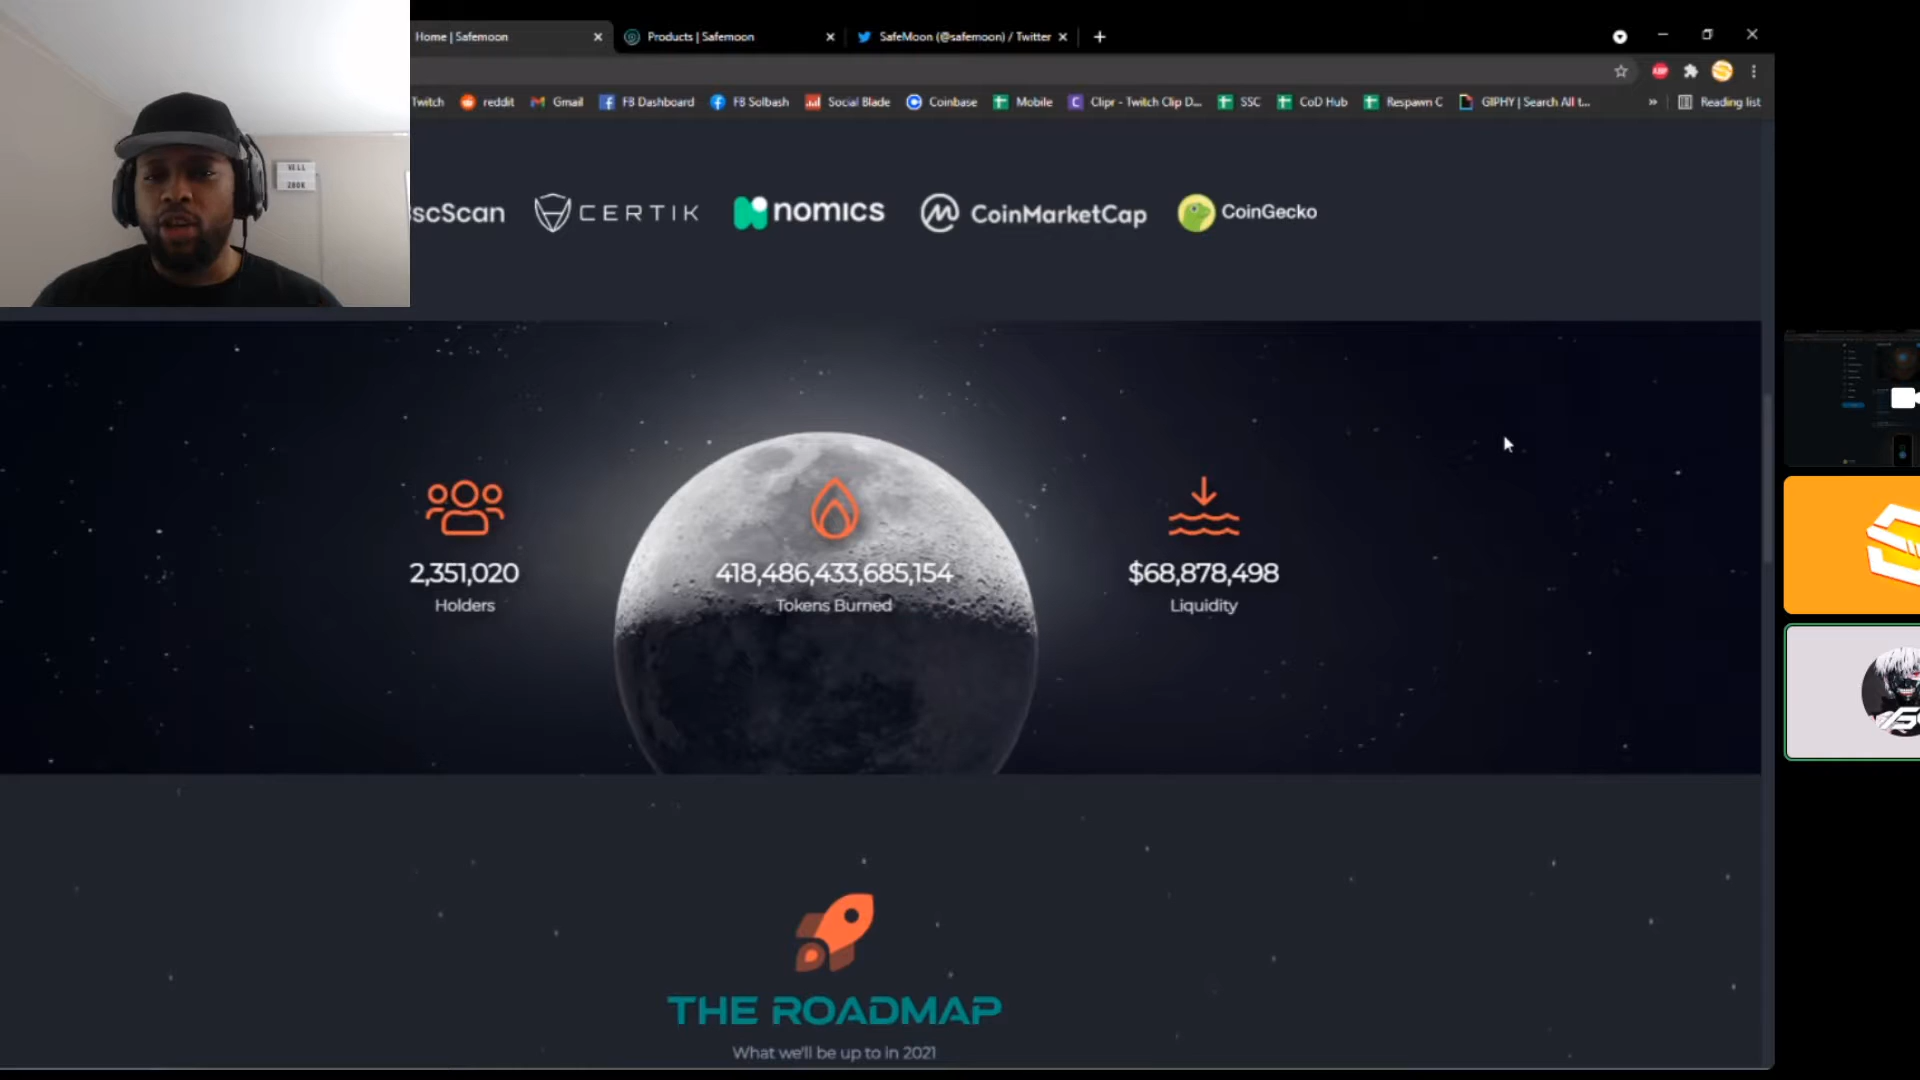 Home | Safemoon
Products | Safemoon
SafeMoon (@safemoon) / Twitter
Twitch
reddit
Gmail
FB Dashboard
FB Solbash
Social Blade
Coinbase
Mobile
Clipr - Twitch Clip D...
SSC
CoD Hub
Respawn C
GIPHY | Search All t...
»
Reading list
ABP
VELL
200K
scScan
CERTIK
nomics
CoinMarketCap
CoinGecko
2,351,020
418,486,433,685,154
$68,878,498
Holders
Tokens Burned
Liquidity
THE ROADMAP
What we'll be up to in 2021